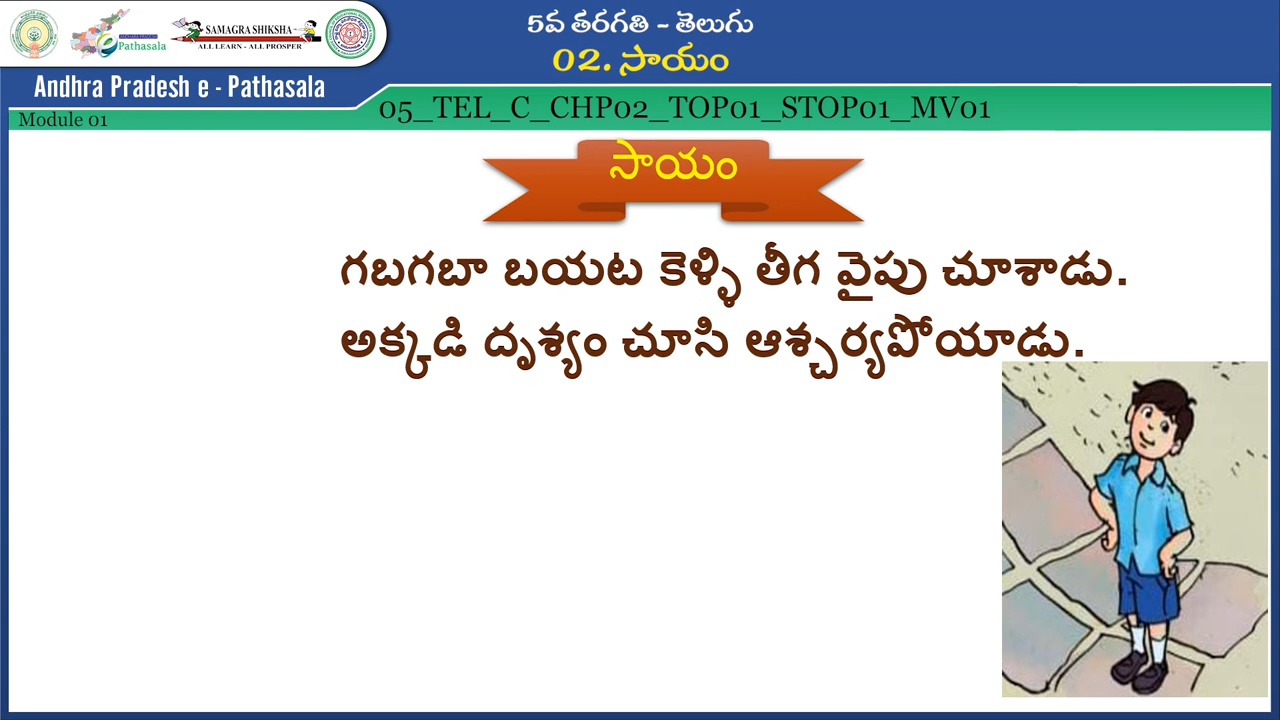 SAMAGRA SHIKSHA
ALL LEARN - ALL PROSPER
ePathasala
Andhra Pradesh e - Pathasala
5వ తరగతి - తెలుగు
02. సాయం
05_TEL_C_CHP02_TOP01_STOP01_MV01
Module 01
సాయం
గబగబా బయట కెళ్ళి తీగ వైపు చూశాడు.
అక్కడి దృశ్యం చూసి ఆశ్చర్యపోయాడు.